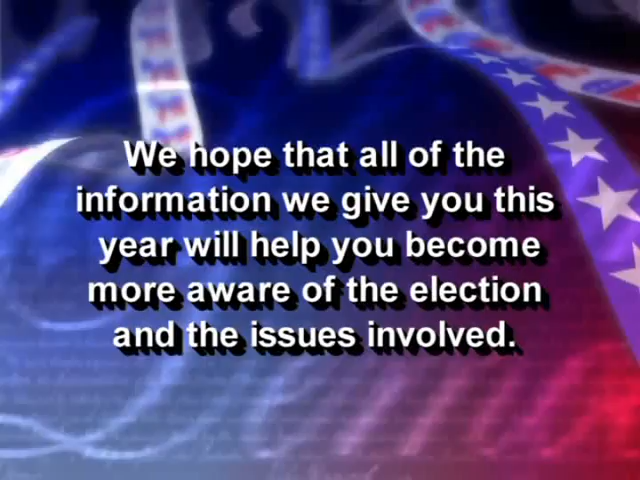 We hope that all of the
information we give you this
year will help you become
more aware of the election
and the issues involved.